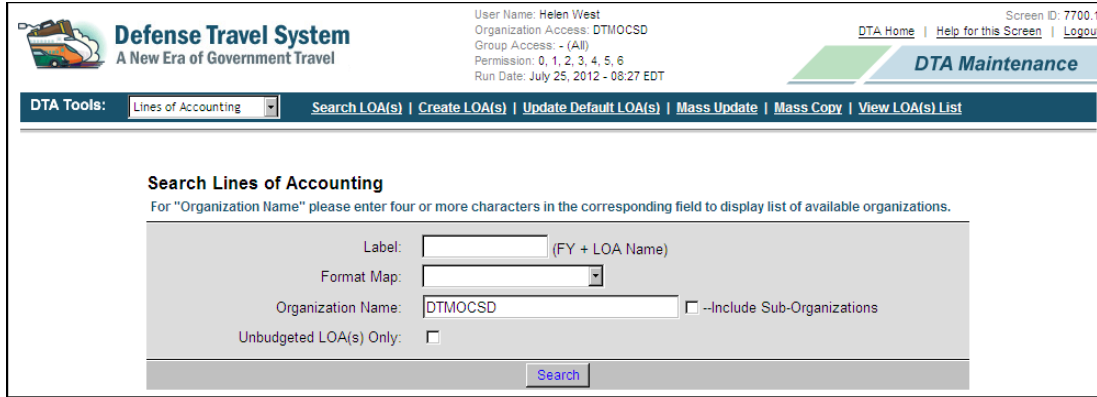 Defense Travel System
A New Era of Government Travel
User Name: Helen West
Organization Access: DTMOCSD
Group Access: - (All)
Permission: 0, 1, 2, 3, 4, 5, 6
Run Date: July 25, 2012 - 08:27 EDT
Screen ID: 7700.1
DTA Home | Help for this Screen | Logout
DTA Maintenance
DTA Tools: Lines of Accounting Search LOA(s) | Create LOA(s) | Update Default LOA(s) | Mass Update | Mass Copy | View LOA(s) List
Search Lines of Accounting
For "Organization Name" please enter four or more characters in the corresponding field to display list of available organizations.
Label: (FY + LOA Name)
Format Map:
Organization Name: DTMOCSD --Include Sub-Organizations
Unbudgeted LOA(s) Only:
Search